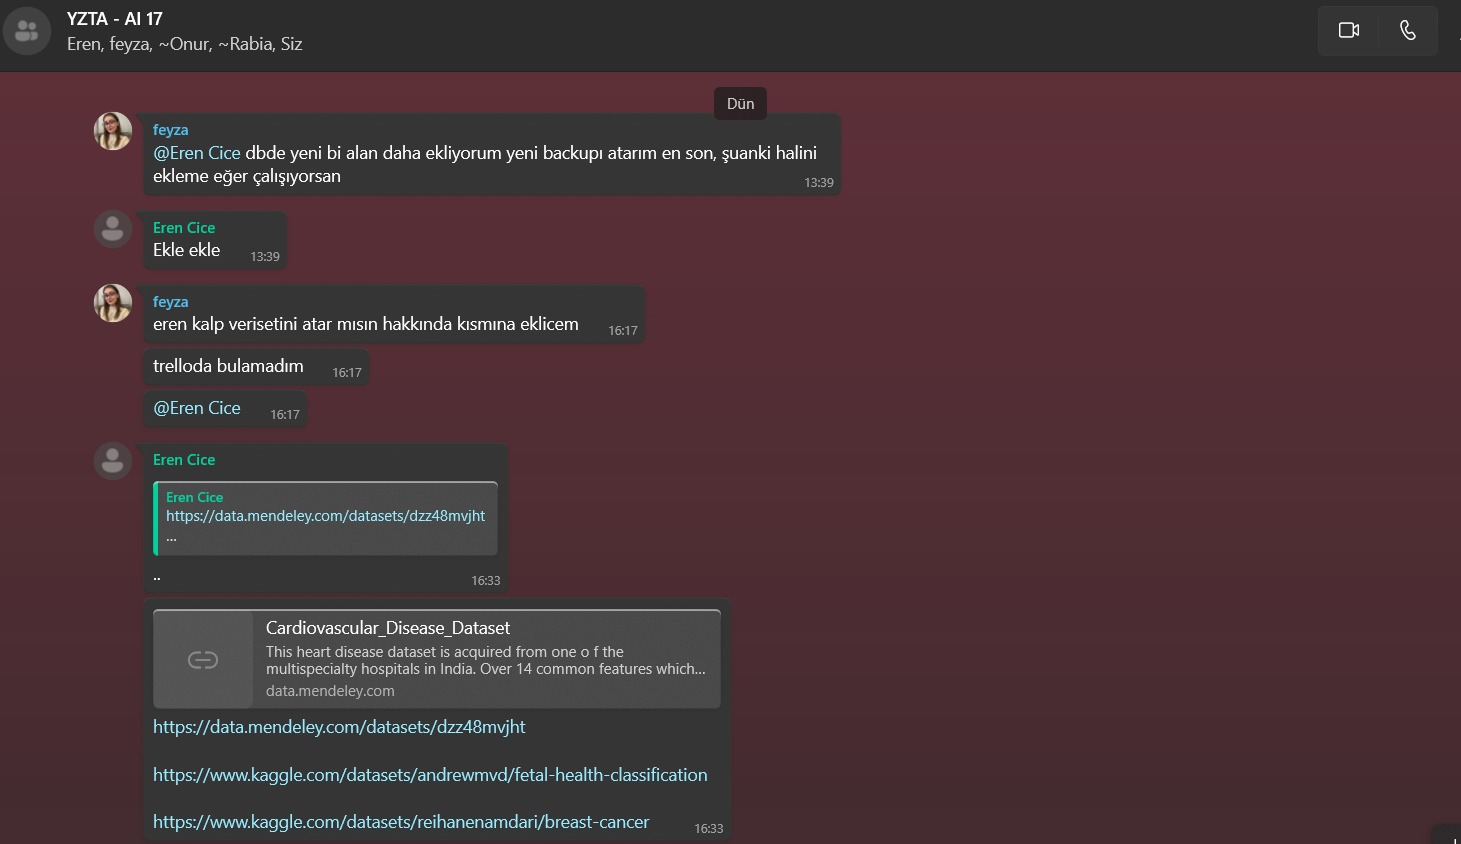 YZTA - AI 17
Eren, feyza, ~Onur, ~Rabia, Siz
Dün
feyza
@Eren Cice dbde yeni bi alan daha ekliyorum yeni backupı atarım en son, şuanki halini
ekleme eğer çalışıyorsan
13:39
Eren Cice
Ekle ekle
13:39
feyza
eren kalp verisetini atar mısın hakkında kısmına eklicem
16:17
trelloda bulamadım
16:17
@Eren Cice
16:17
Eren Cice
Eren Cice
https://data.mendeley.com/datasets/dzz48mvjht
...
..
16:33
Cardiovascular_Disease_Dataset
This heart disease dataset is acquired from one o f the
multispecialty hospitals in India. Over 14 common features which...
data.mendeley.com
https://data.mendeley.com/datasets/dzz48mvjht
https://www.kaggle.com/datasets/andrewmvd/fetal-health-classification
https://www.kaggle.com/datasets/reihanenamdari/breast-cancer
16:33